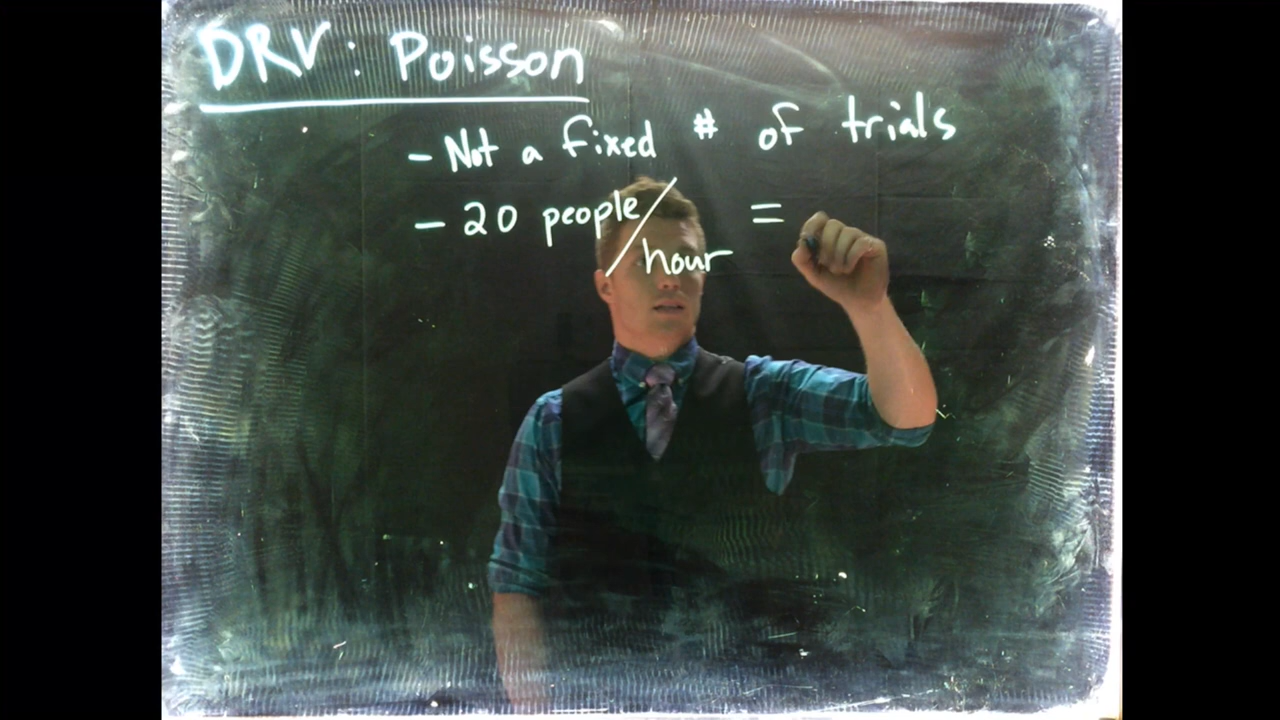 DRV: Poisson
- Not a fixed # of trials
- 20 people/hour =